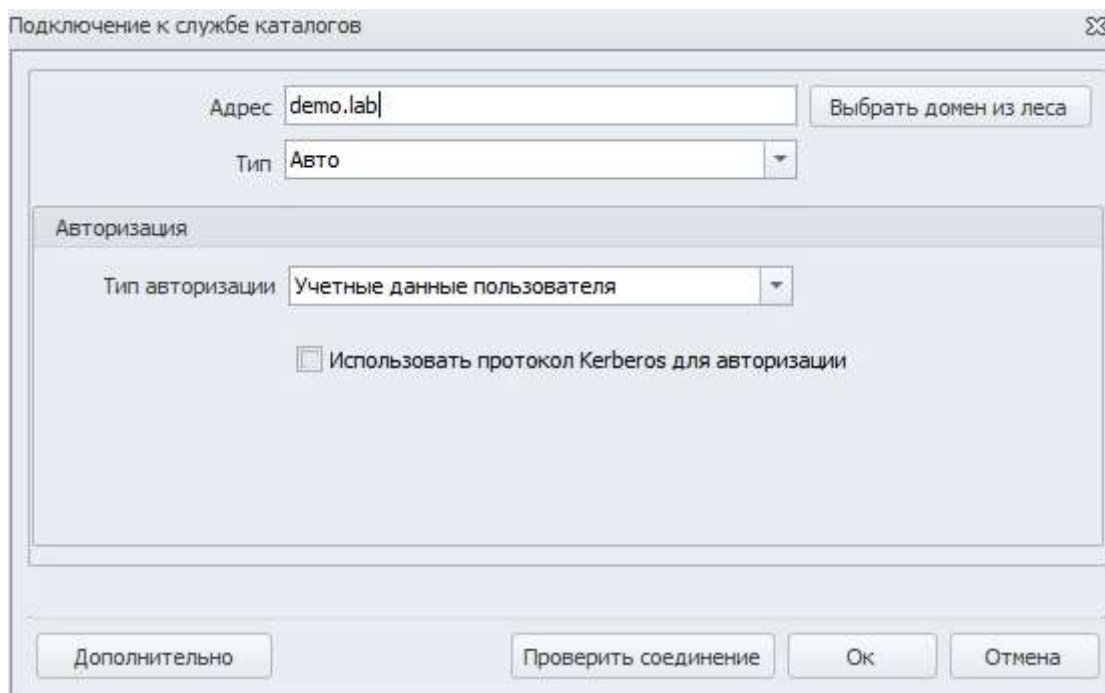 Подключение к службе каталогов
Адрес demo.lab Выбрать домен из леса
Тип Авто
Авторизация
Тип авторизации Учетные данные пользователя
Использовать протокол Kerberos для авторизации
Дополнительно Проверить соединение Ок Отмена